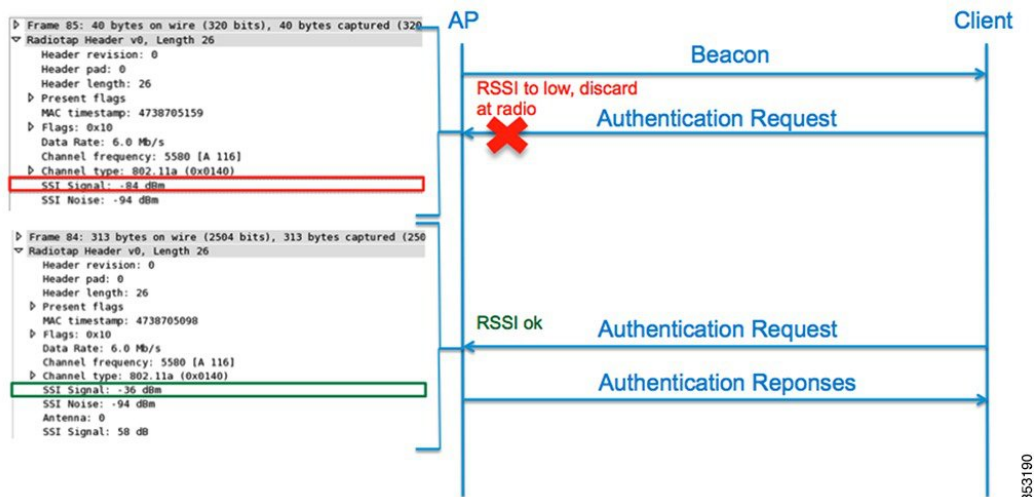 Frame 85: 40 bytes on wire (320 bits), 40 bytes captured (320
Radiotap Header v0, Length 26
Header revision: 0
Header pad: 0
Header length: 26
Present flags
MAC timestamp: 4738705159
Flags: 0x10
Data Rate: 6.0 Mb/s
Channel frequency: 5580 [A 116]
Channel type: 802.11a (0x0140)
SSI Signal: -84 dBm
SSI Noise: -94 dBm
AP
Client
Beacon
RSSI to low, discard
at radio
Authentication Request
Frame 84: 313 bytes on wire (2504 bits), 313 bytes captured (250
Radiotap Header v0, Length 26
Header revision: 0
Header pad: 0
Header length: 26
Present flags
MAC timestamp: 4738705098
Flags: 0x10
Data Rate: 6.0 Mb/s
Channel frequency: 5580 [A 116]
Channel type: 802.11a (0x0140)
SSI Signal: -36 dBm
SSI Noise: -94 dBm
Antenna: 0
SSI Signal: 58 dB
RSSI ok
Authentication Request
Authentication Reponses
353190